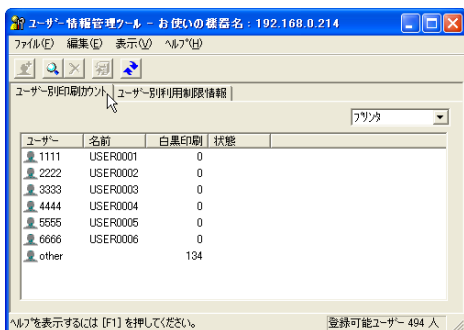 ユーザー情報管理ツール - お使いの機器名 : 192.168.0.214
ファイル(F) 編集(E) 表示(V) ヘルプ(H)
ユーザー別印刷カウント ユーザー別利用制限情報
プリンタ
ユーザー 名前 白黒印刷 状態
1111 USER0001 0
2222 USER0002 0
3333 USER0003 0
4444 USER0004 0
5555 USER0005 0
6666 USER0006 0
other 134
ヘルプを表示するには [F1] を押してください。 登録可能ユーザー 494 人